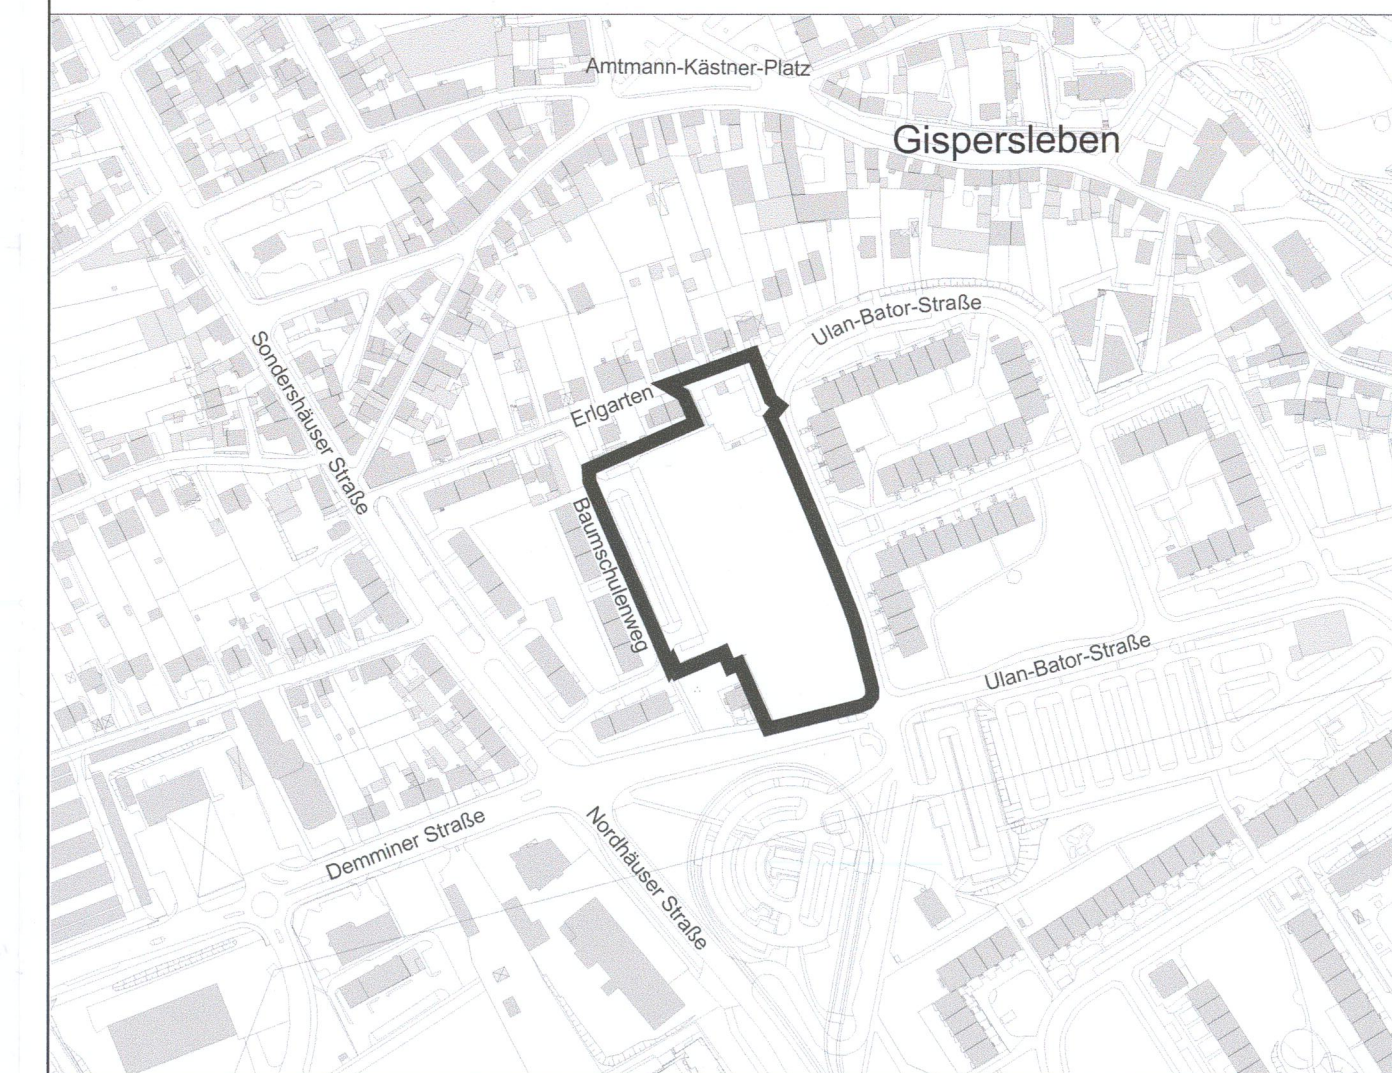 Amtmann-Kästner-Platz
Gispersleben
Ulan-Bator-Straße
Sondershäuser Straße
Erlgarten
Baumschulenweg
Ulan-Bator-Straße
Demminer Straße
Nordhäuser Straße